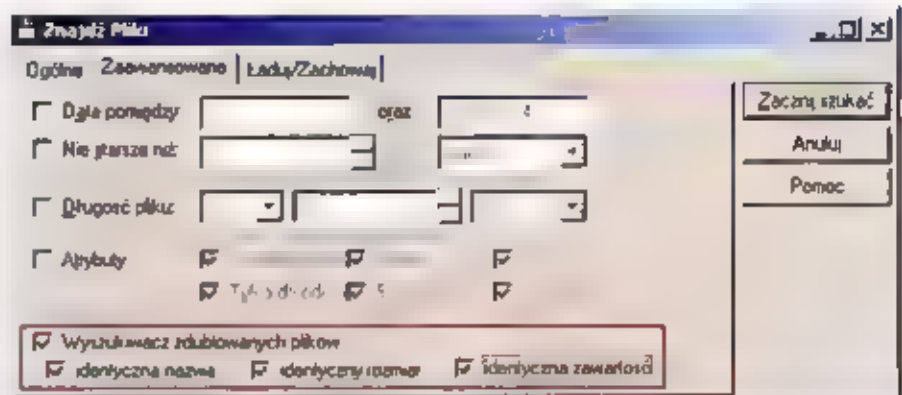 Znajdź Pliki
Ogólne Zaawansowane Ładuj/Zachowaj
Data pomiędzy oraz
Nie starsze niż:
Długość pliku:
Atrybuty
Wyszukiwacz zdublowanych plików
identyczna nazwa identyczny rozmiar identyczna zawartość
Zacznij szukać
Anuluj
Pomoc